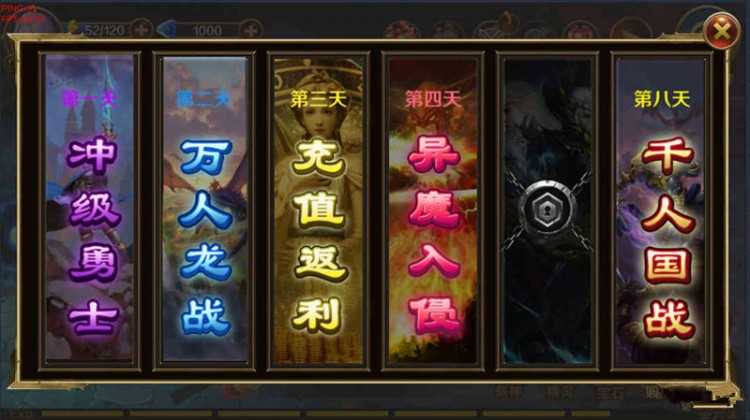 52/120
1000
第一天
冲级勇士
第二天
万人龙战
第三天
充值返利
第四天
异魔入侵
第八天
千人国战
宝石